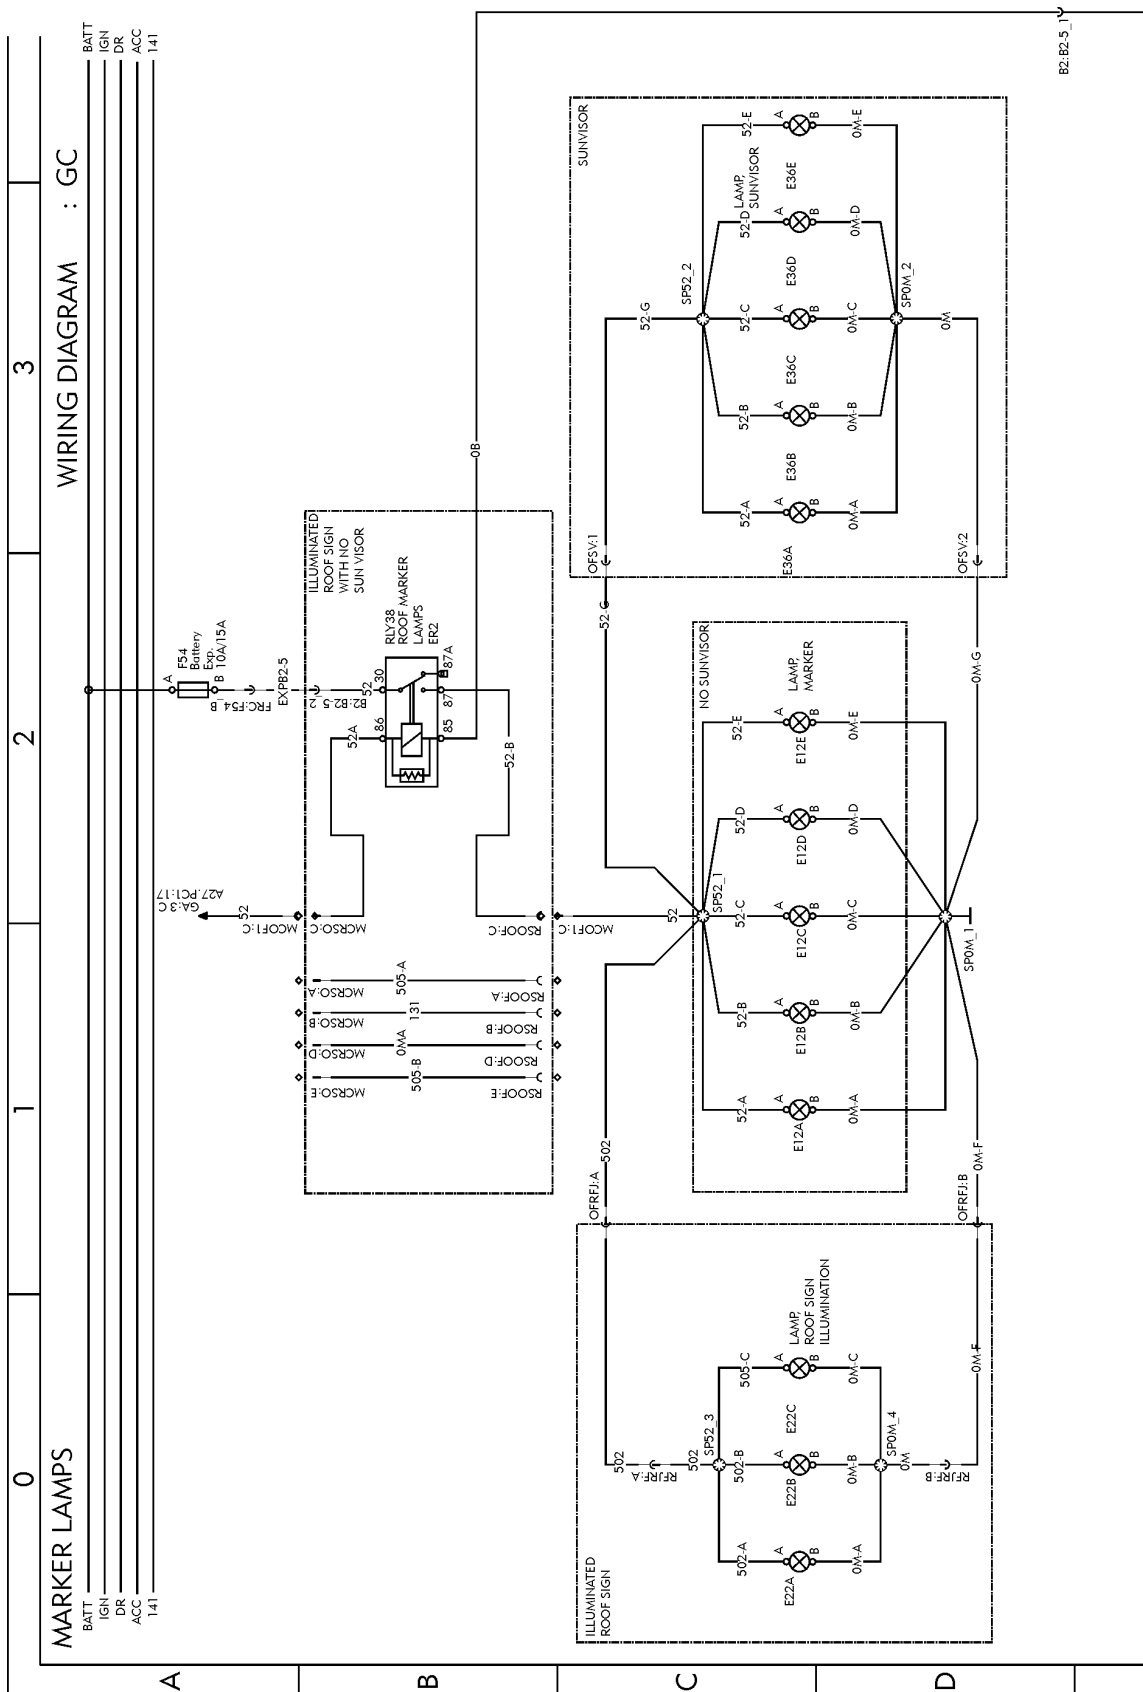 0
1
2
3
MARKER LAMPS
WIRING DIAGRAM : GC
BATT
IGN
DR
ACC
141
BATT
IGN
DR
ACC
141
A
B
C
D
A
F54
Battery
Exp.
10A/15A
B
FRC:F54_B
EXPB2-5
B2:B2-5_2
GA:3.C
A27.PC1:17
52
MCOF1:C
MCRSO:C
ILLUMINATED
ROOF SIGN
WITH NO
SUN VISOR
RLY38
ROOF MARKER
LAMPS
ER2
52
30
86
52A
87
87A
85
52-B
0B
B2:B2-5_1
MCRSO:A
505-A
RSOOF:A
MCRSO:B
131
RSOOF:B
MCRSO:D
0MA
RSOOF:D
MCRSO:E
505-B
RSOOF:E
RSOOF:C
MCOF1:C
52
SP52_1
ILLUMINATED
ROOF SIGN
502
RFJRF:A
502
SP52_3
502-A
502-B
505-C
A
A
A
LAMP,
ROOF SIGN
ILLUMINATION
E22A
E22B
E22C
B
B
B
0M-A
0M-B
0M-C
SP0M_4
0M
RFJRF:B
0M-F
OFRFJ:A
502
OFRFJ:B
0M-F
NO SUNVISOR
52-A
52-B
52-C
52-D
52-E
A
A
A
A
A
LAMP,
MARKER
E12A
E12B
E12C
E12D
E12E
B
B
B
B
B
0M-A
0M-B
0M-C
0M-D
0M-E
SP0M_1
52-G
0M-G
OFSV:1
OFSV:2
SUNVISOR
52-G
SP52_2
52-A
52-B
52-C
52-D
52-E
LAMP,
SUNVISOR
A
A
A
A
A
E36A
E36B
E36C
E36D
E36E
B
B
B
B
B
0M-A
0M-B
0M-C
0M-D
0M-E
SP0M_2
0M